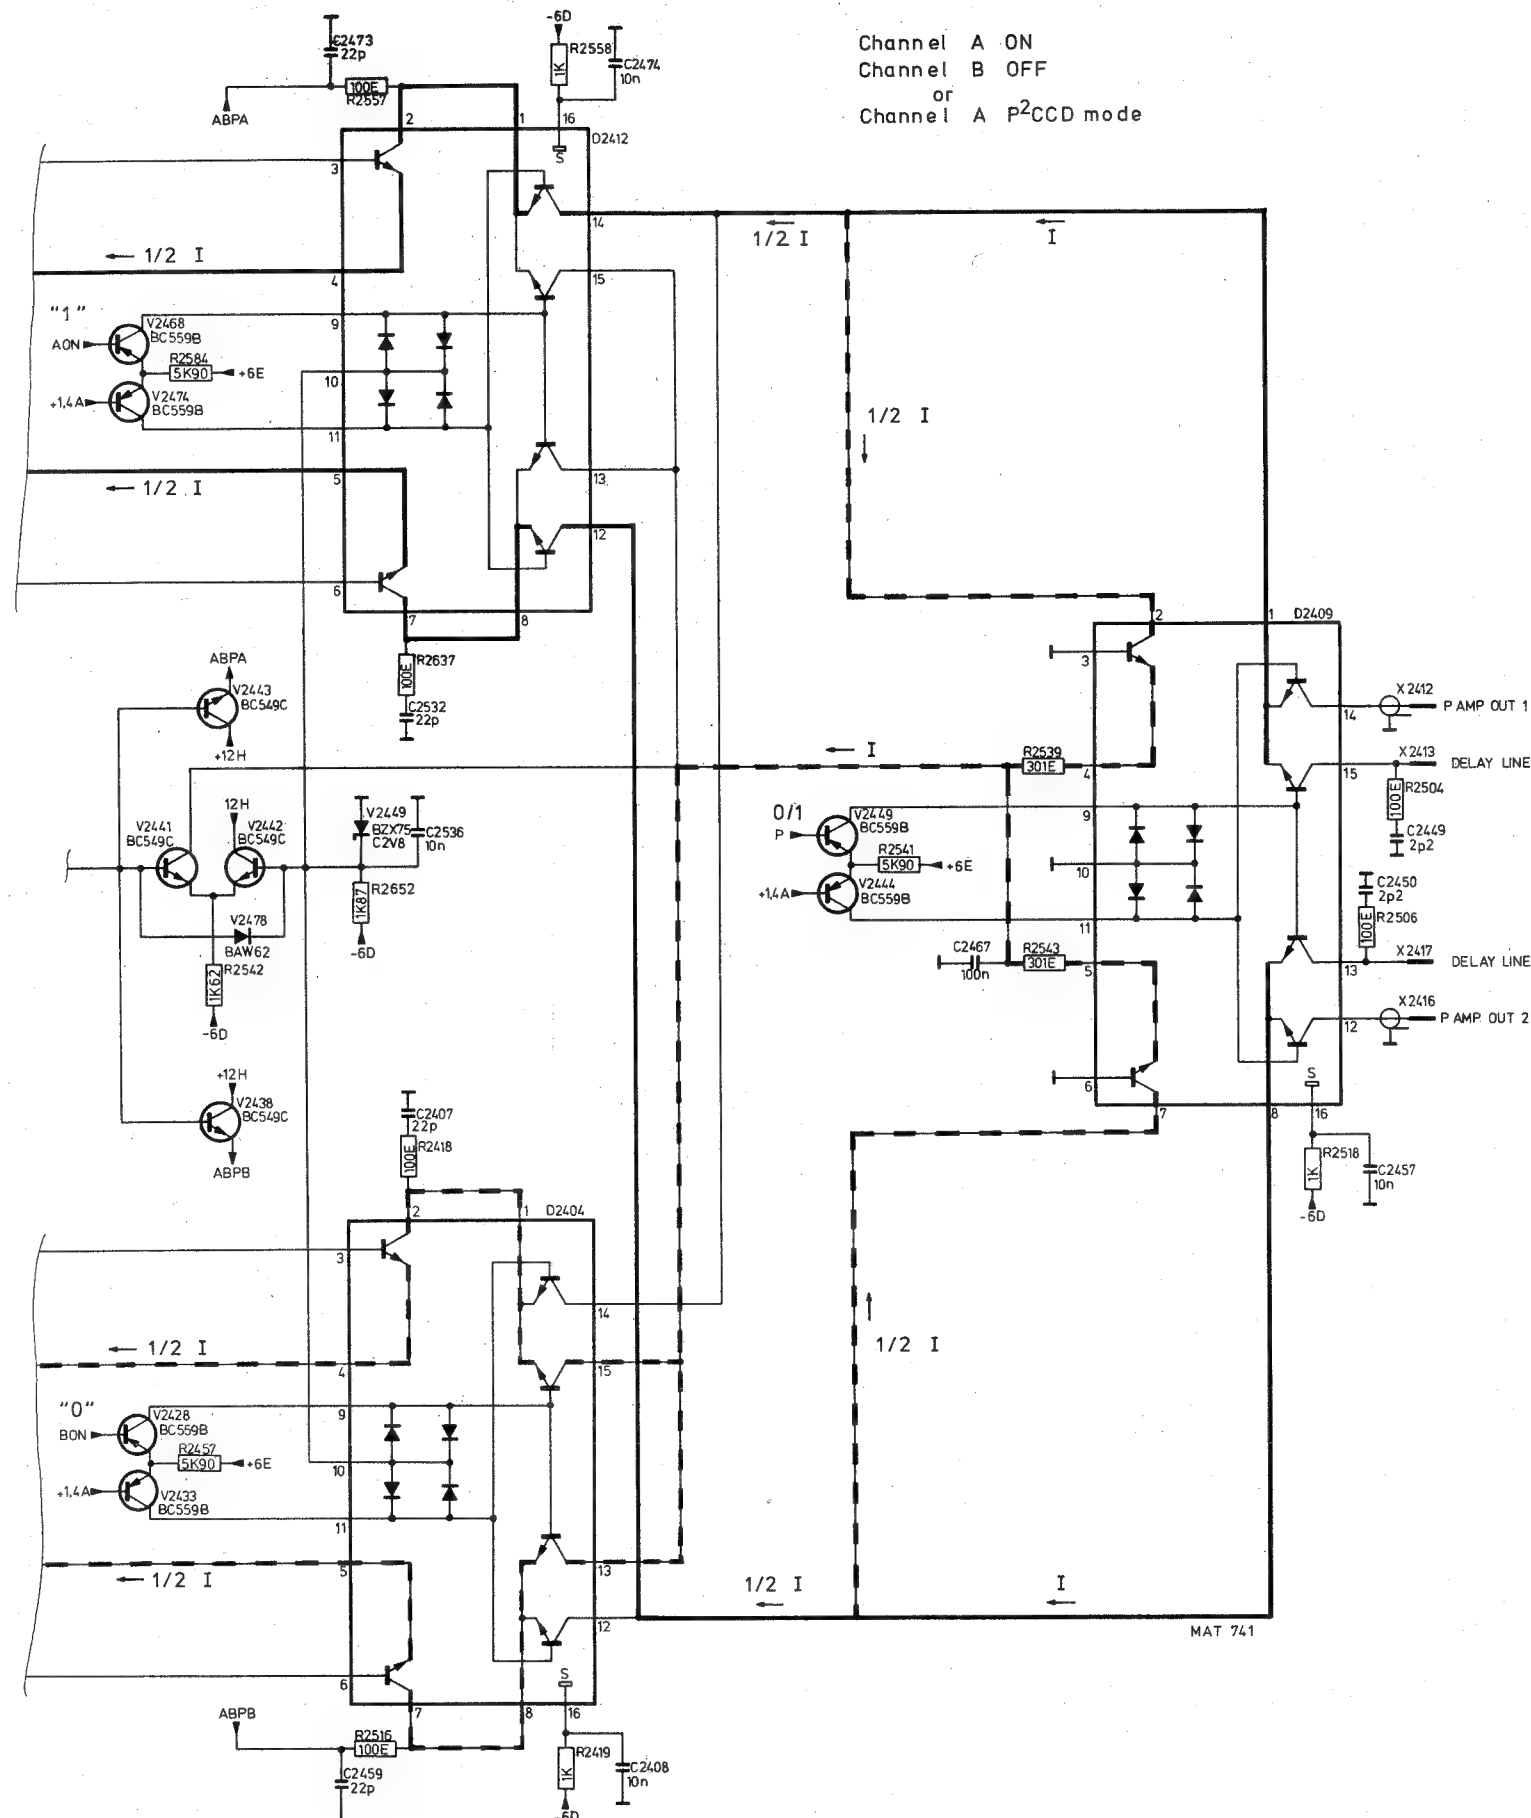 Channel A ON
Channel B OFF
or
Channel A P²CCD mode
C2473
22p
100E
R2557
ABPA
-6D
R2558
1K
C2474
10n
2
1
16
D2412
S
3
14
1/2 I
I
1/2 I
4
15
"1"
V2468
BC559B
AON
R2584
5K90
+6E
+1,4A
V2474
BC559B
9
10
11
1/2 I
5
1/2 I
13
12
6
7
8
R2637
100E
C2532
22p
ABPA
V2443
BC549C
+12H
12H
V2441
BC549C
V2442
BC549C
V2449
BZX75
C2V8
C2536
10n
R2652
1K87
-6D
V2478
BAW62
R2542
1K62
-6D
+12H
V2438
BC549C
ABPB
I
R2539
301E
0/1
P
V2449
BC559B
R2541
5K90
+6E
+1,4A
V2444
BC559B
C2467
100n
R2543
301E
2
1
D2409
3
4
9
10
11
5
6
7
8
16
S
14
15
13
12
X2412
P AMP OUT 1
X2413
DELAY LINE
R2504
100E
C2449
2p2
C2450
2p2
R2506
100E
X2417
DELAY LINE
X2416
P AMP OUT 2
R2518
1K
-6D
C2457
10n
C2407
22p
R2418
100E
2
1
D2404
3
14
1/2 I
4
15
1/2 I
"0"
V2428
BC559B
BON
R2457
5K90
+6E
+1,4A
V2433
BC559B
9
10
11
5
1/2 I
13
12
1/2 I
I
MAT 741
6
7
8
16
S
ABPB
R2516
100E
C2459
22p
R2419
1K
C2408
10n
-6D